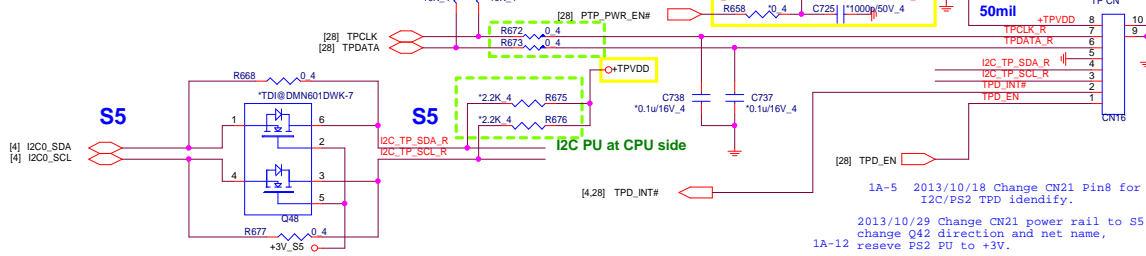 TP CN
50mil
[28] PTP_PWR_EN#
R658
*0_4
C725
*1000p/50V_4
+TPVDD
8
10
[28] TPCLK
R672
0_4
TPCLK_R
7
9
[28] TPDATA
R673
0_4
TPDATA_R
6
5
+TPVDD
I2C_TP_SDA_R
4
I2C_TP_SCL_R
3
TPD_INT#
2
TPD_EN
1
CN16
R668
0_4
*TDI@DMN601DWK-7
S5
S5
*2.2K_4
R675
*2.2K_4
R676
C738
*0.1u/16V_4
C737
*0.1u/16V_4
1
6
2
[4] I2C0_SDA
[4] I2C0_SCL
I2C_TP_SDA_R
I2C_TP_SCL_R
I2C PU at CPU side
4
3
5
Q48
R677
0_4
+3V_S5
[28] TPD_EN
[4,28] TPD_INT#
1A-5 2013/10/18 Change CN21 Pin8 for
I2C/PS2 TPD idendify.
2013/10/29 Change CN21 power rail to S5
change Q42 direction and net name,
1A-12 reseve PS2 PU to +3V.